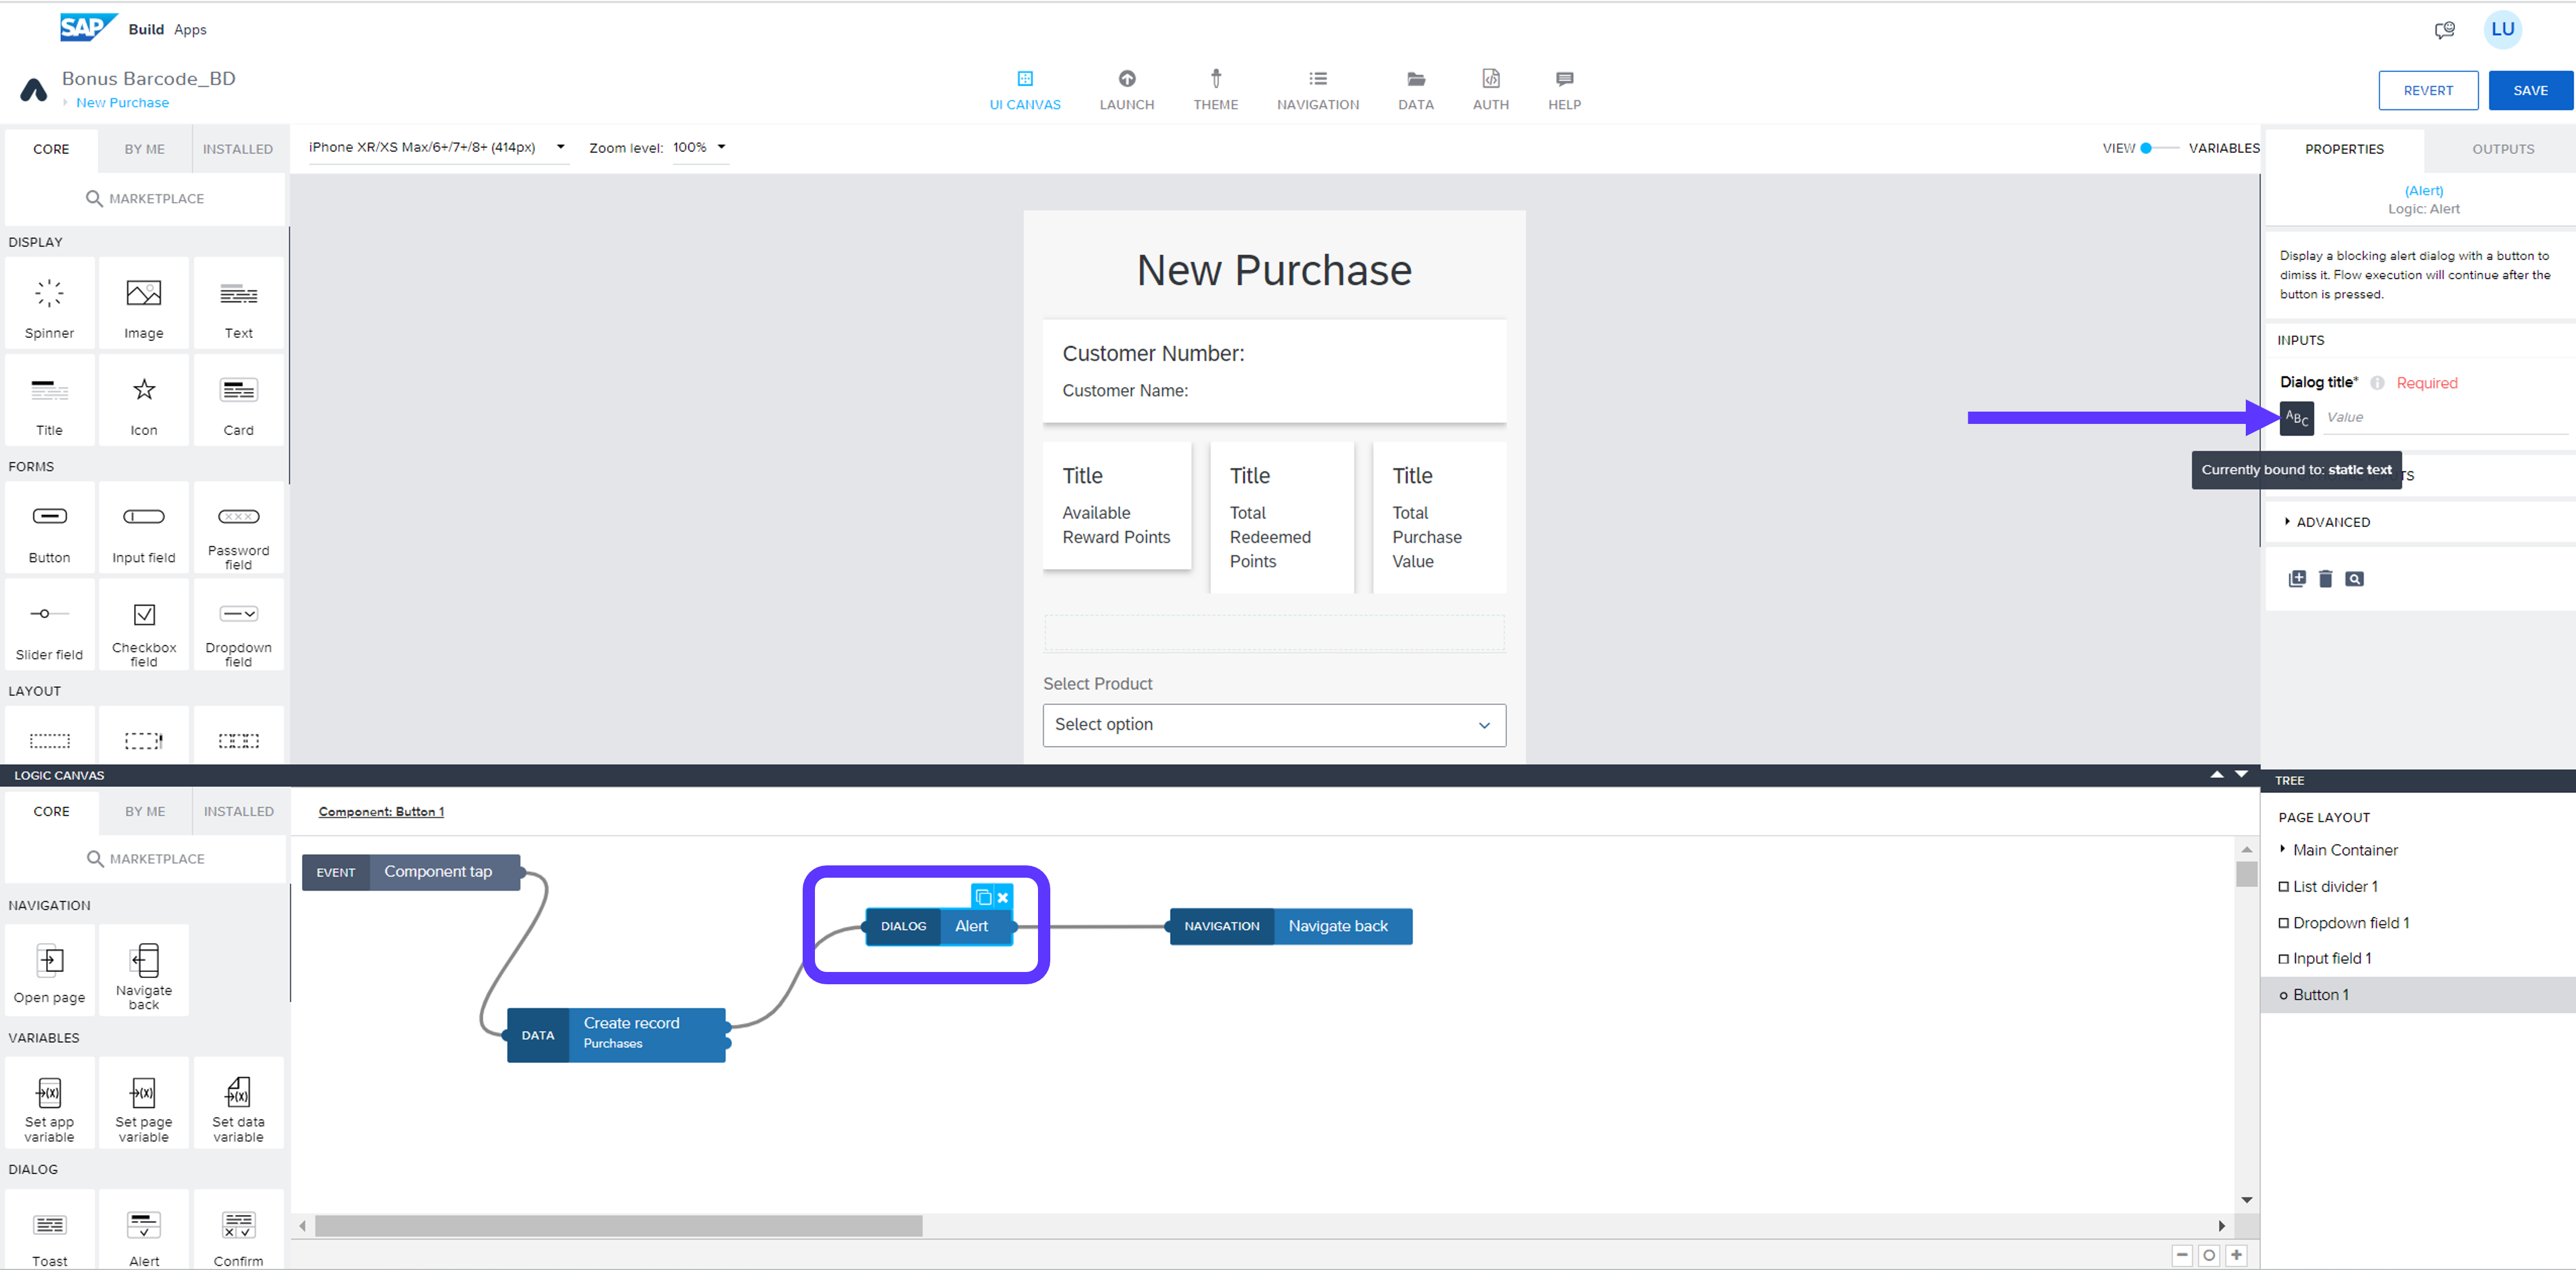 SAP Build Apps
LU
Bonus Barcode_BD
New Purchase
UI CANVAS
LAUNCH
THEME
NAVIGATION
DATA
AUTH
HELP
REVERT
SAVE
CORE
BY ME
INSTALLED
MARKETPLACE
DISPLAY
Spinner
Image
Text
Title
Icon
Card
FORMS
Button
Input field
Password
field
Slider field
Checkbox
field
Dropdown
field
LAYOUT
iPhone XR/XS Max/6+/7+/8+ (414px)
Zoom level: 100%
VIEW
VARIABLES
New Purchase
Customer Number:
Customer Name:
Title
Available
Reward Points
Title
Total
Redeemed
Points
Title
Total
Purchase
Value
Select Product
Select option
PROPERTIES
OUTPUTS
(Alert)
Logic: Alert
Display a blocking alert dialog with a button to
dimiss it. Flow execution will continue after the
button is pressed.
INPUTS
Dialog title* Required
ABC Value
Currently bound to: static text
TS
ADVANCED
LOGIC CANVAS
CORE
BY ME
INSTALLED
MARKETPLACE
NAVIGATION
Open page
Navigate
back
VARIABLES
Set app
variable
Set page
variable
Set data
variable
DIALOG
Toast
Alert
Confirm
Component: Button 1
EVENT Component tap
DIALOG Alert
NAVIGATION Navigate back
DATA Create record
Purchases
TREE
PAGE LAYOUT
Main Container
List divider 1
Dropdown field 1
Input field 1
Button 1